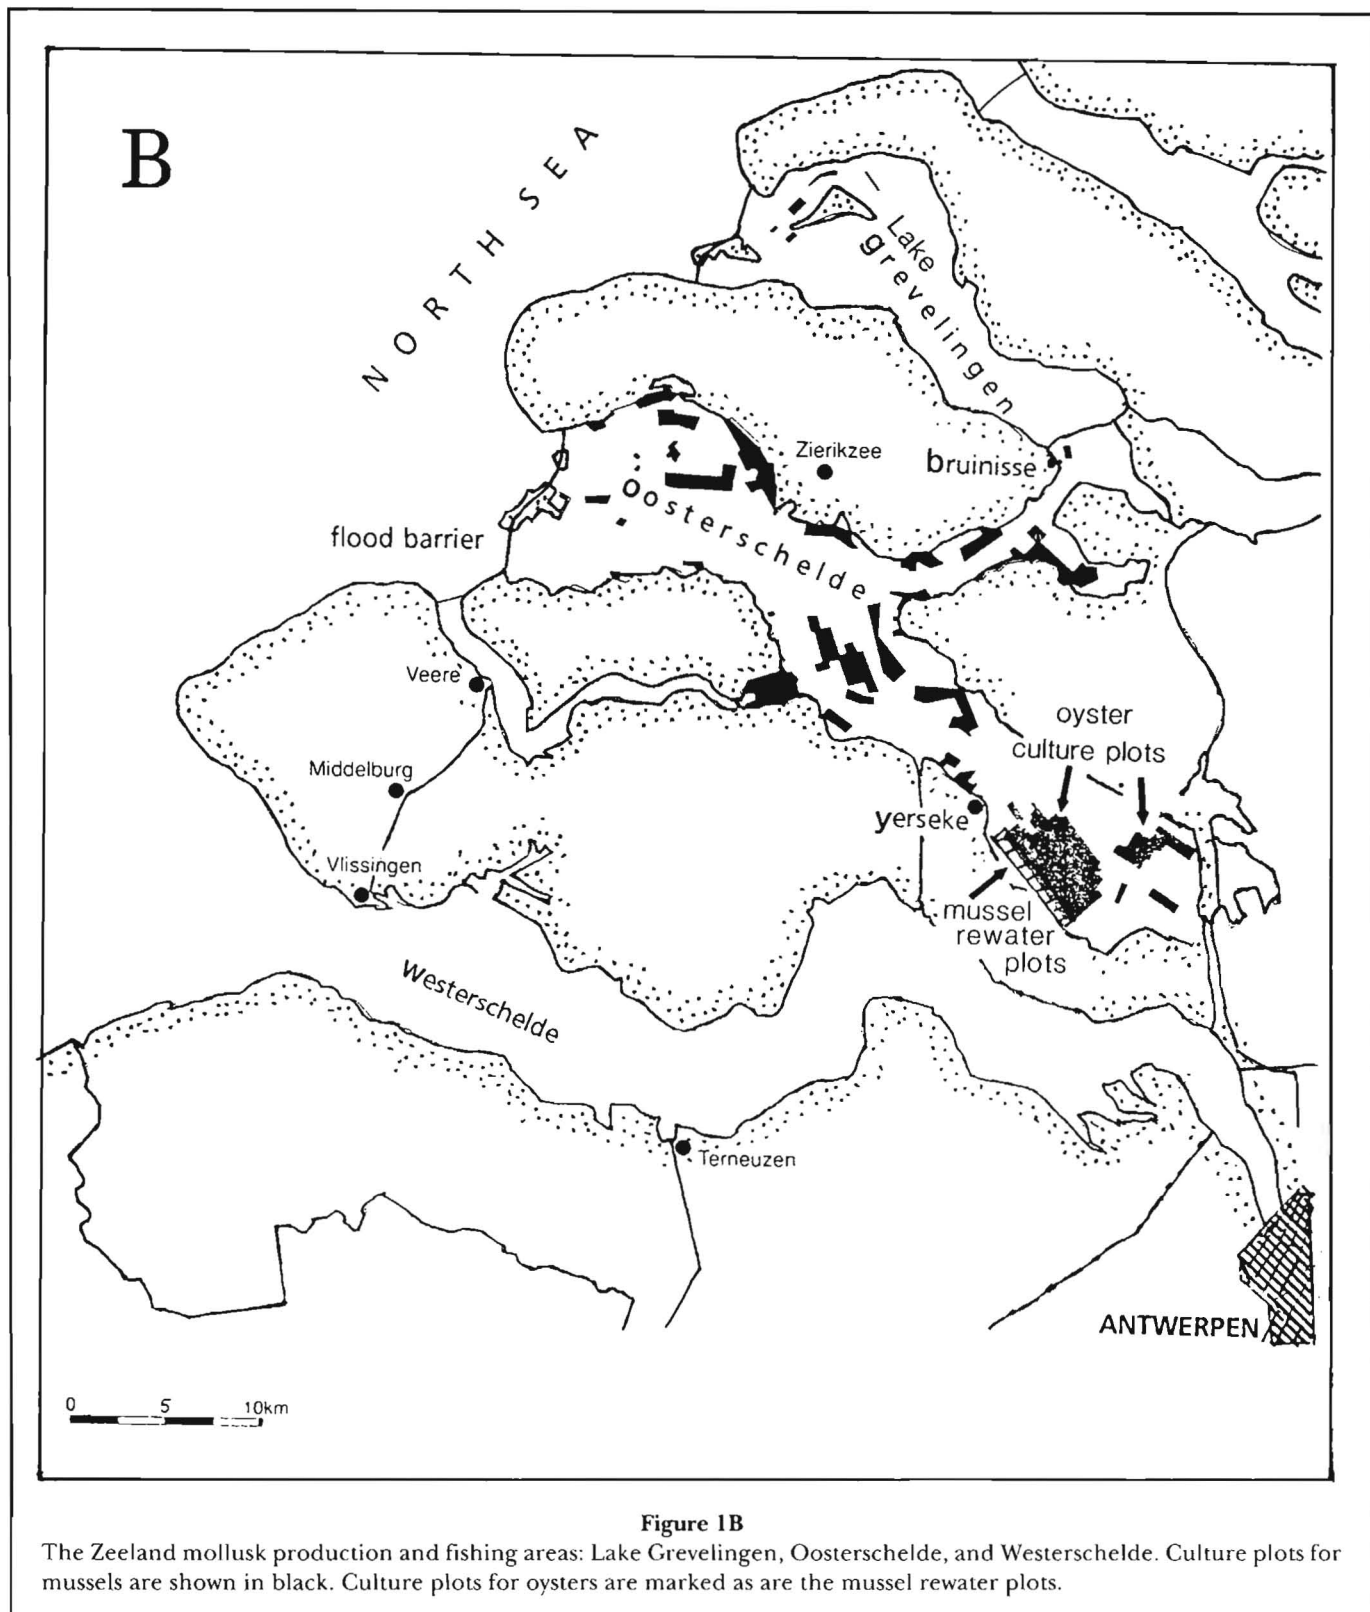 B
NORTH SEA
Lake
grevelingen
Zierikzee
bruinisse
oosterschelde
flood barrier
Veere
oyster
culture plots
Middelburg
yerseke
Vlissingen
mussel
rewater
plots
Westerschelde
Terneuzen
ANTWERPEN
0 5 10km
Figure 1B
The Zeeland mollusk production and fishing areas: Lake Grevelingen, Oosterschelde, and Westerschelde. Culture plots for
mussels are shown in black. Culture plots for oysters are marked as are the mussel rewater plots.